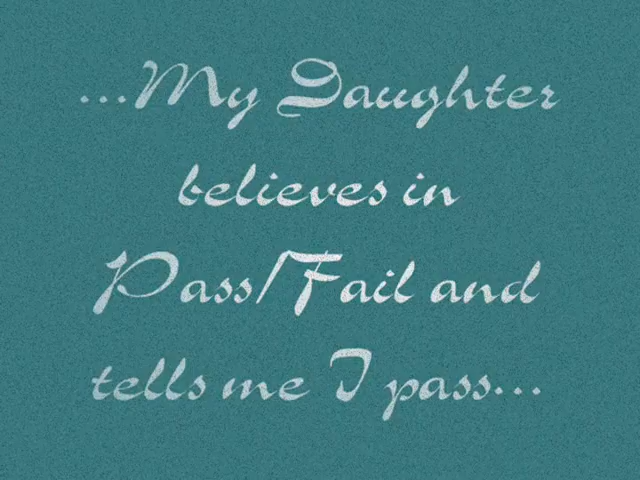 ...My Daughter
believes in
Pass/Fail and
tells me I pass...